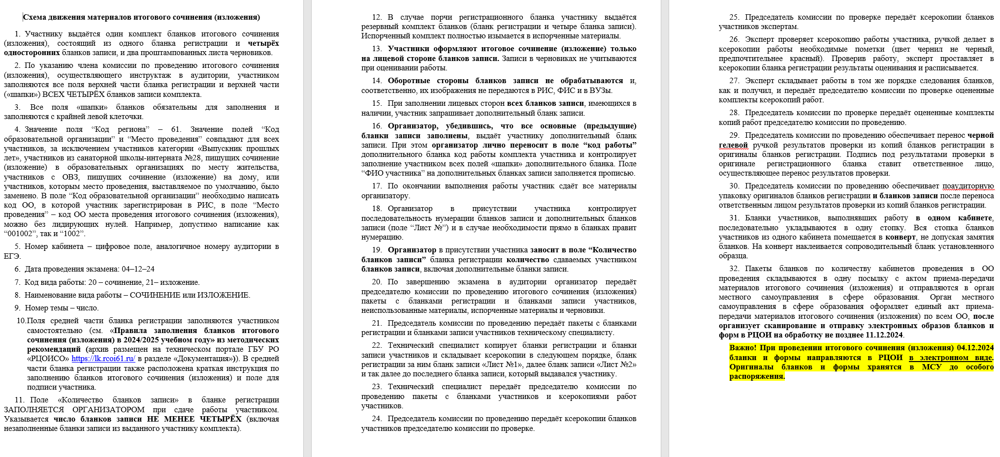 Схема движения материалов итогового сочинения (изложения)
1. Участнику выдаётся один комплект бланков итогового сочинения
(изложения), состоящий из одного бланка регистрации и четырёх
односторонних бланков записи, и два проштампованных листа черновиков.
2. По указанию члена комиссии по проведению итогового сочинения
(изложения), осуществляющего инструктаж в аудитории, участником
заполняются все поля верхней части бланка регистрации и верхней части
(«шапки») ВСЕХ ЧЕТЫРЁХ бланков записи комплекта.
3. Все поля «шапки» бланков обязательны для заполнения и
заполняются с крайней левой клеточки.
4. Значение поля “Код региона” – 61. Значение полей “Код
образовательной организации” и “Место проведения” совпадают для всех
участников, за исключением участников категории «Выпускник прошлых
лет», участников из санаторной школы-интерната №28, пишущих сочинение
(изложение) в образовательных организациях по месту жительства,
участников с ОВЗ, пишущих сочинение (изложение) на дому, или
участников, которым место проведения, выставляемое по умолчанию, было
заменено. В поле “Код образовательной организации” необходимо написать
код ОО, в которой участник зарегистрирован в РИС, в поле “Место
проведения” – код ОО места проведения итогового сочинения (изложения),
можно без лидирующих нулей. Например, допустимо написание как
“001002”, так и “1002”.
5. Номер кабинета – цифровое поле, аналогичное номеру аудитории в
ЕГЭ.
6. Дата проведения экзамена: 04–12–24
7. Код вида работы: 20 – сочинение, 21– изложение.
8. Наименование вида работы – СОЧИНЕНИЕ или ИЗЛОЖЕНИЕ.
9. Номер темы – число.
10.Поля средней части бланка регистрации заполняются участником
самостоятельно (см. «Правила заполнения бланков итогового
сочинения (изложения) в 2024/2025 учебном году» из методических
рекомендаций (архив размещен на техническом портале ГБУ РО
«РЦОИСО» https://lk.rcoi61.ru/ в разделе «Документация»)). В средней
части бланка регистрации также расположена краткая инструкция по
заполнению бланков итогового сочинения (изложения) и поле для
подписи участника.
11. Поле «Количество бланков записи» в бланке регистрации
ЗАПОЛНЯЕТСЯ ОРГАНИЗАТОРОМ при сдаче работы участником.
Указывается число бланков записи НЕ МЕНЕЕ ЧЕТЫРЁХ (включая
незаполненные бланки записи из выданного участнику комплекта).
12. В случае порчи регистрационного бланка участнику выдаётся
резервный комплект бланков (бланк регистрации и четыре бланка записи).
Испорченный комплект полностью изымается в испорченные материалы.
13. Участники оформляют итоговое сочинение (изложение) только
на лицевой стороне бланков записи. Записи в черновиках не учитываются
при оценивании работы.
14. Оборотные стороны бланков записи не обрабатываются и,
соответственно, их изображения не передаются в РИС, ФИС и в ВУЗы.
15. При заполнении лицевых сторон всех бланков записи, имеющихся в
наличии, участник запрашивает дополнительный бланк записи.
16. Организатор, убедившись, что все основные (предыдущие)
бланки записи заполнены, выдаёт участнику дополнительный бланк
записи. При этом организатор лично переносит в поле “код работы”
дополнительного бланка код работы комплекта участника и контролирует
заполнение участником всех полей «шапки» дополнительного бланка. Поле
“ФИО участника” на дополнительных бланках записи заполняется прописью.
17. По окончании выполнения работы участник сдаёт все материалы
организатору.
18. Организатор в присутствии участника контролирует
последовательность нумерации бланков записи и дополнительных бланков
записи (поле “Лист №”) и в случае необходимости прямо в бланках правит
нумерацию.
19. Организатор в присутствии участника заносит в поле “Количество
бланков записи” бланка регистрации количество сдаваемых участником
бланков записи, включая дополнительные бланки записи.
20. По завершению экзамена в аудитории организатор передаёт
председателю комиссии по проведению итогового сочинения (изложения)
пакеты с бланками регистрации и бланками записи участников,
неиспользованные материалы, испорченные материалы и черновики.
21. Председатель комиссии по проведению передаёт пакеты с бланками
регистрации и бланками записи участников техническому специалисту.
22. Технический специалист копирует бланки регистрации и бланки
записи участников и складывает ксерокопии в следующем порядке, бланк
регистрации за ним бланк записи «Лист №1», далее бланк записи «Лист №2»
и так далее до последнего бланка записи, который выдавался участнику.
23. Технический специалист передаёт председателю комиссии по
проведению пакеты с бланками участников и ксерокопиями работ
участников.
24. Председатель комиссии по проведению передаёт ксерокопии бланков
участников председателю комиссии по проверке.
25. Председатель комиссии по проверке передаёт ксерокопии бланков
участников экспертам.
26. Эксперт проверяет ксерокопию работы участника, ручкой делает в
ксерокопии работы необходимые пометки (цвет чернил не черный,
предпочтительнее красный). Проверив работу, эксперт проставляет в
ксерокопии бланка регистрации результаты оценивания и расписывается.
27. Эксперт складывает работы в том же порядке следования бланков,
как и получил, и передаёт председателю комиссии по проверке оцененные
комплекты ксерокопий работ.
28. Председатель комиссии по проверке передаёт оцененные комплекты
копий работ председателю комиссии по проведению.
29. Председатель комиссии по проведению обеспечивает перенос черной
гелевой ручкой результатов проверки из копий бланков регистрации в
оригиналы бланков регистрации. Подпись под результатами проверки в
оригинале регистрационного бланка ставит ответственное лицо,
осуществляющее перенос результатов проверки.
30. Председатель комиссии по проведению обеспечивает поаудиторную
упаковку оригиналов бланков регистрации и бланков записи после переноса
ответственным лицом результатов проверки из копий бланков регистрации.
31. Бланки участников, выполнявших работу в одном кабинете,
последовательно укладываются в одну стопку. Вся стопка бланков
участников из одного кабинета помещается в конверт, не допуская замятия
бланков. На конверт наклеивается сопроводительный бланк установленного
образца.
32. Пакеты бланков по количеству кабинетов проведения в ОО
проведения складываются в одну посылку с актом приема-передачи
материалов итогового сочинения (изложения) и отправляются в орган
местного самоуправления в сфере образования. Орган местного
самоуправления в сфере образования оформляет единый акт приема-
передачи материалов итогового сочинения (изложения) по всем ОО, после
организует сканирование и отправку электронных образов бланков и
форм в РЦОИ на обработку не позднее 11.12.2024.
Важно! При проведении итогового сочинения (изложения) 04.12.2024
бланки и формы направляются в РЦОИ в электронном виде.
Оригиналы бланков и формы хранятся в МСУ до особого
распоряжения.